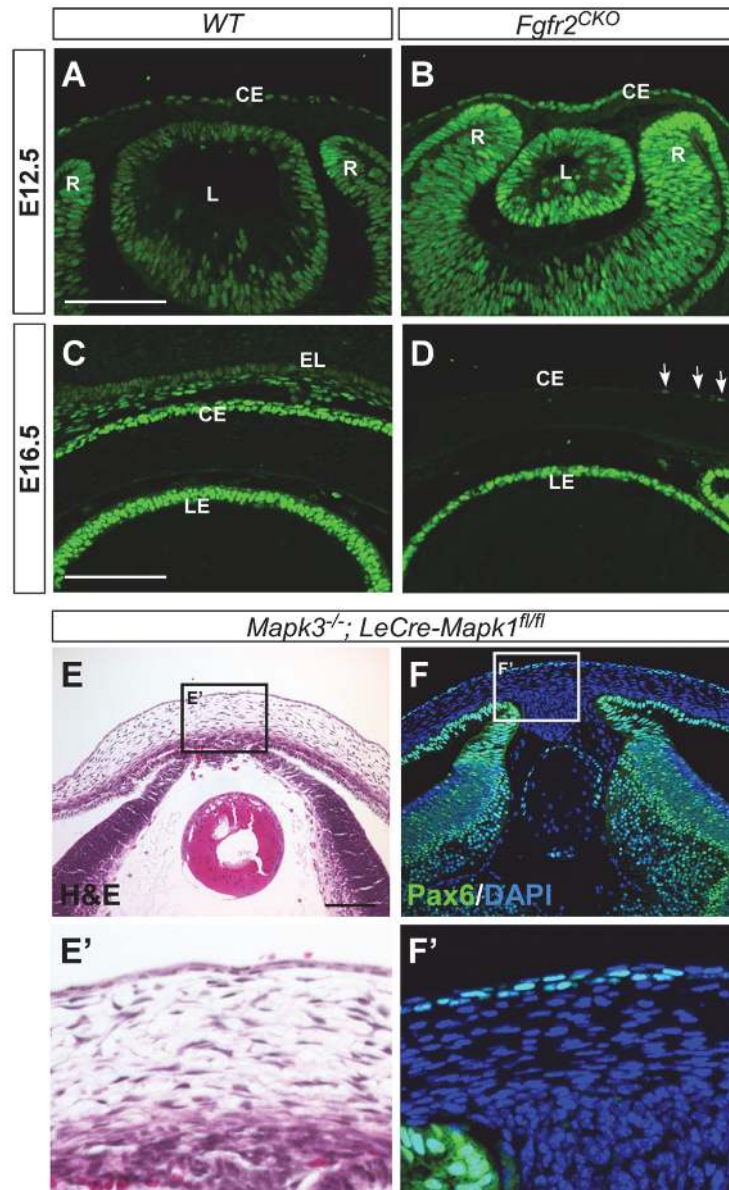 WT
Fgfr2CKO
E12.5
A
CE
R
L
R
B
CE
R
L
R
E16.5
C
EL
CE
LE
D
CE
LE
Mapk3-/-; LeCre-Mapk1fl/fl
E
E'
H&E
F
F'
Pax6/DAPI
E'
F'